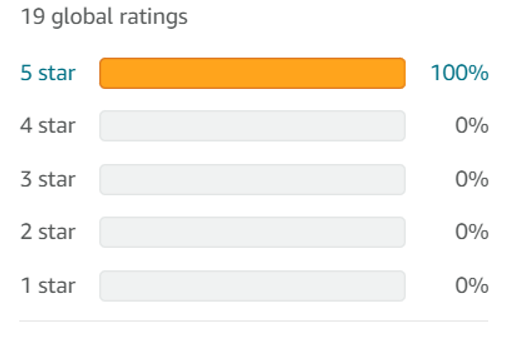 19 global ratings
5 star 100%
4 star 0%
3 star 0%
2 star 0%
1 star 0%